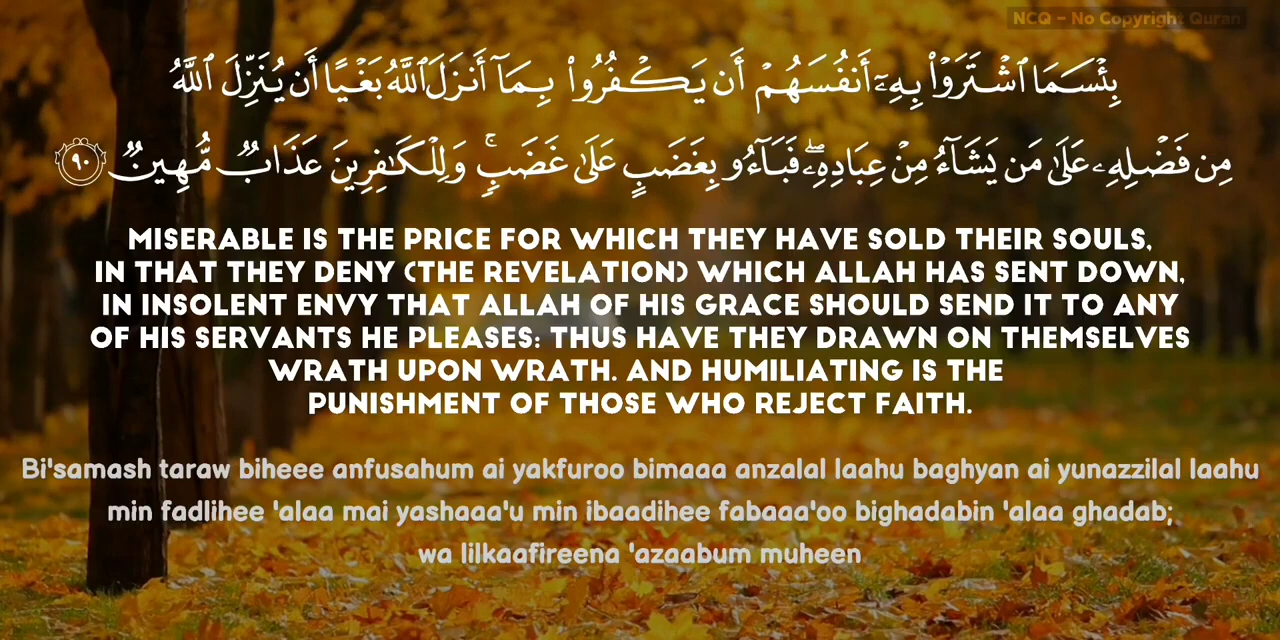 NCQ - No Copyright Quran
بِئْسَمَا ٱشْتَرَوْا۟ بِهِۦٓ أَنفُسَهُمْ أَن يَكْفُرُوا۟ بِمَآ أَنزَلَ ٱللَّهُ بَغْيًا أَن يُنَزِّلَ ٱللَّهُ
مِن فَضْلِهِۦ عَلَىٰ مَن يَشَآءُ مِنْ عِبَادِهِۦۖ فَبَآءُو بِغَضَبٍ عَلَىٰ غَضَبٍۚ وَلِلْكَـٰفِرِينَ عَذَابٌ مُّهِينٌ ٩٠
MISERABLE IS THE PRICE FOR WHICH THEY HAVE SOLD THEIR SOULS,
IN THAT THEY DENY (THE REVELATION) WHICH ALLAH HAS SENT DOWN,
IN INSOLENT ENVY THAT ALLAH OF HIS GRACE SHOULD SEND IT TO ANY
OF HIS SERVANTS HE PLEASES: THUS HAVE THEY DRAWN ON THEMSELVES
WRATH UPON WRATH. AND HUMILIATING IS THE
PUNISHMENT OF THOSE WHO REJECT FAITH.
Bi'samash taraw biheee anfusahum ai yakfuroo bimaaa anzalal laahu baghyan ai yunazzilal laahu
min fadlihee 'alaa mai yashaaa'u min ibaadihee fabaaa'oo bighadabin 'alaa ghadab;
wa lilkaafireena 'azaabum muheen